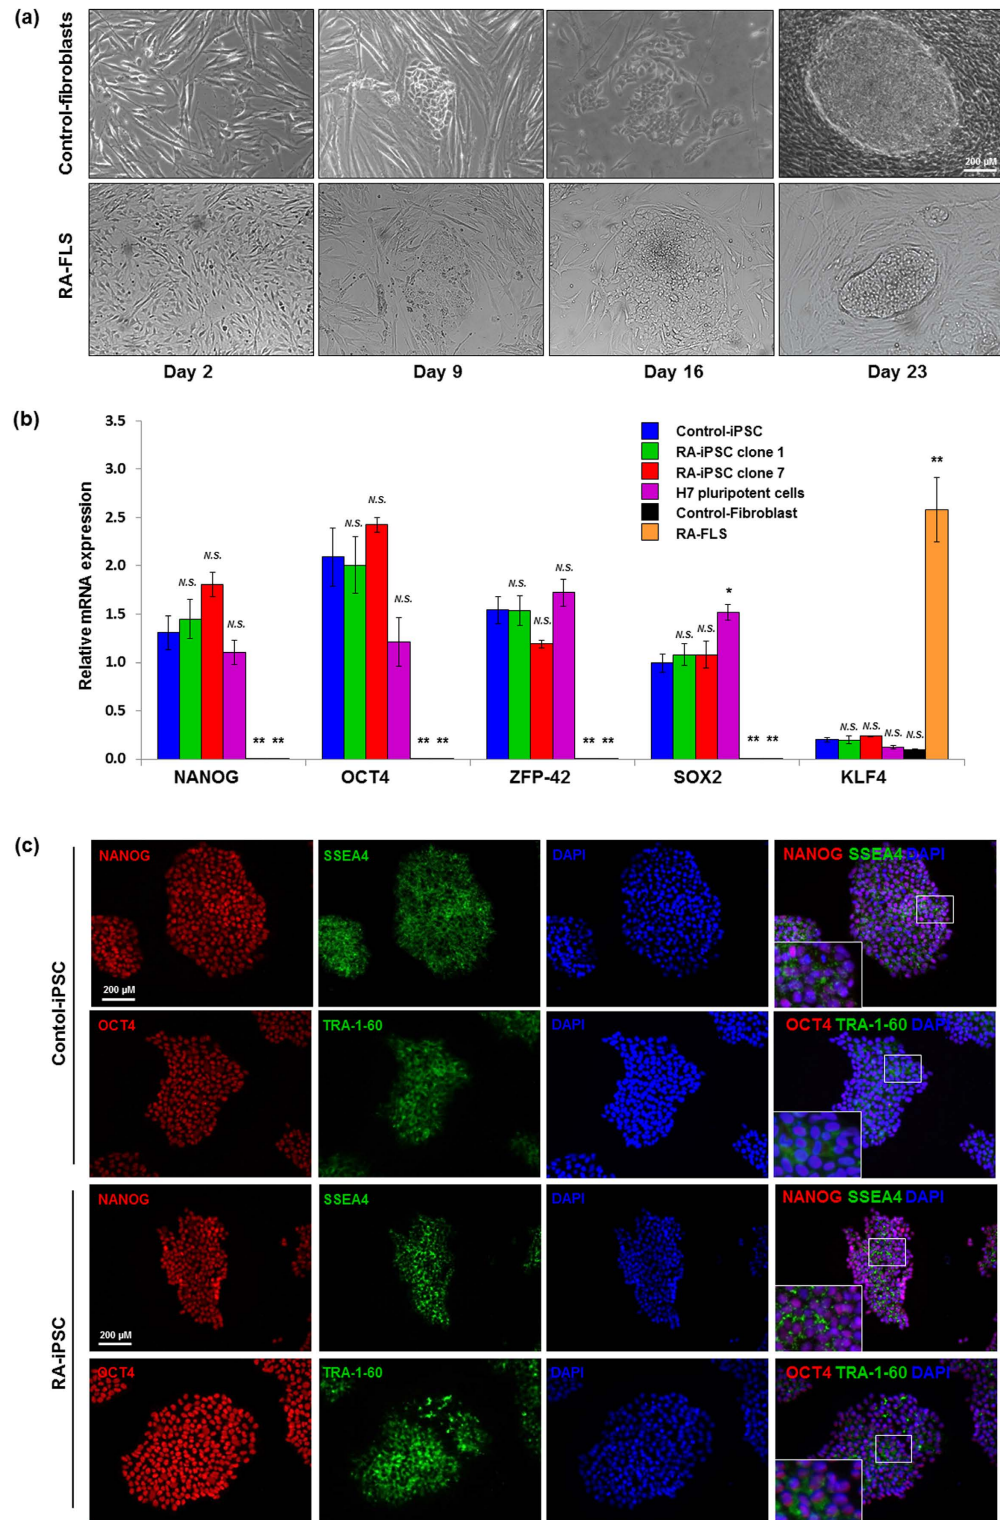 (a)
Control-fibroblasts
200 µM
RA-FLS
Day 2 Day 9 Day 16 Day 23
(b)
Relative mRNA expression
3.5
3.0
2.5
2.0
1.5
1.0
0.5
0.0
Control-iPSC
RA-iPSC clone 1
RA-iPSC clone 7
H7 pluripotent cells
Control-Fibroblast
RA-FLS
N.S. N.S. N.S. ** **
N.S. N.S. N.S. ** **
** **
N.S. N.S. * ** **
N.S. N.S. N.S. N.S. **
NANOG OCT4 ZFP-42 SOX2 KLF4
(c)
Contol-iPSC
NANOG SSEA4 DAPI NANOG SSEA4 DAPI
200 µM
OCT4 TRA-1-60 DAPI OCT4 TRA-1-60 DAPI
RA-iPSC
NANOG SSEA4 DAPI NANOG SSEA4 DAPI
200 µM
OCT4 TRA-1-60 DAPI OCT4 TRA-1-60 DAPI